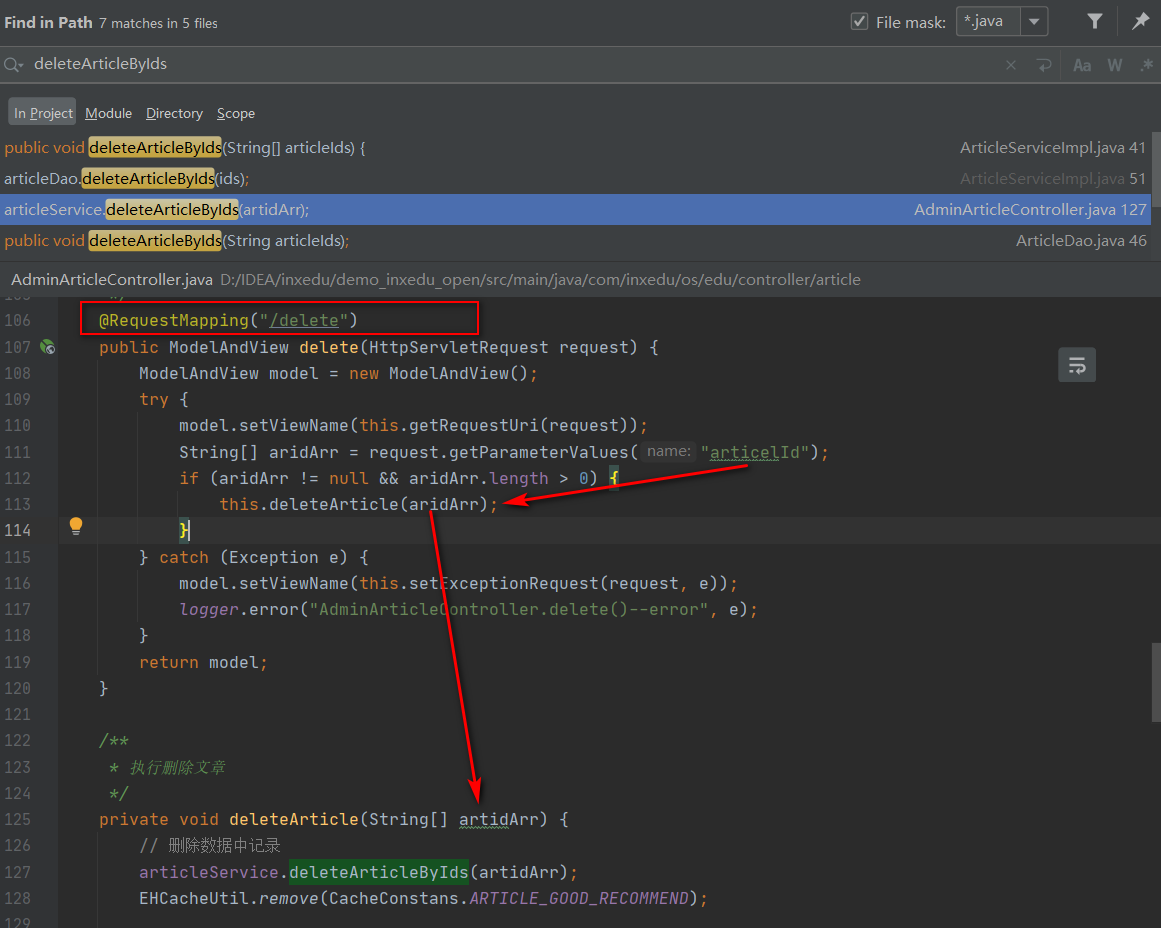 Find in Path 7 matches in 5 files File mask: *.java
deleteArticleByIds Aa W .*
In Project Module Directory Scope
public void deleteArticleByIds(String[] articleIds) { ArticleServiceImpl.java 41
articleDao.deleteArticleByIds(ids); ArticleServiceImpl.java 51
articleService.deleteArticleByIds(artidArr); AdminArticleController.java 127
public void deleteArticleByIds(String articleIds); ArticleDao.java 46
AdminArticleController.java D:/IDEA/inxedu/demo_inxedu_open/src/main/java/com/inxedu/os/edu/controller/article
105 */
106 @RequestMapping("/delete")
107 public ModelAndView delete(HttpServletRequest request) {
108 ModelAndView model = new ModelAndView();
109 try {
110 model.setViewName(this.getRequestUri(request));
111 String[] aridArr = request.getParameterValues( name: "articelId");
112 if (aridArr != null && aridArr.length > 0) {
113 this.deleteArticle(aridArr);
114 }
115 } catch (Exception e) {
116 model.setViewName(this.setExceptionRequest(request, e));
117 logger.error("AdminArticleController.delete()--error", e);
118 }
119 return model;
120 }
121
122 /**
123 * 执行删除文章
124 */
125 private void deleteArticle(String[] artidArr) {
126 // 删除数据中记录
127 articleService.deleteArticleByIds(artidArr);
128 EHCacheUtil.remove(CacheConstans.ARTICLE_GOOD_RECOMMEND);
129